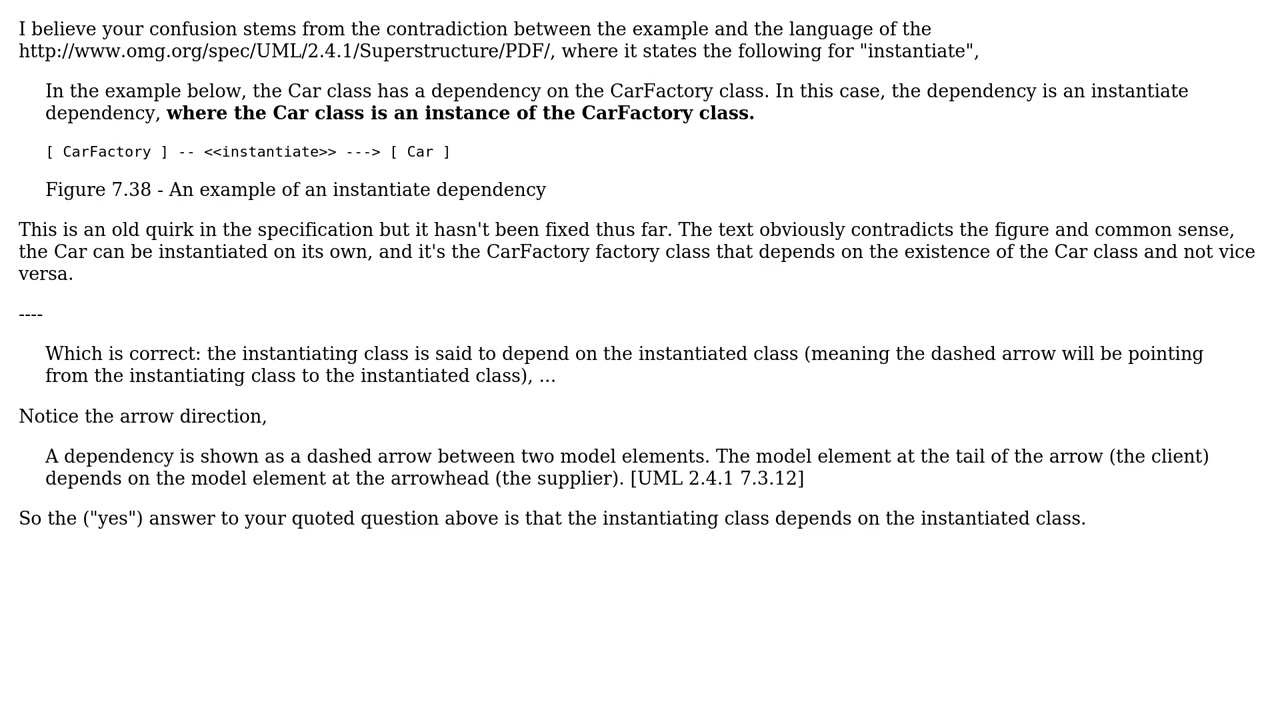 I believe your confusion stems from the contradiction between the example and the language of the
http://www.omg.org/spec/UML/2.4.1/Superstructure/PDF/, where it states the following for "instantiate",
In the example below, the Car class has a dependency on the CarFactory class. In this case, the dependency is an instantiate
dependency, where the Car class is an instance of the CarFactory class.
[ CarFactory ] -- <<instantiate>> ---> [ Car ]
Figure 7.38 - An example of an instantiate dependency
This is an old quirk in the specification but it hasn't been fixed thus far. The text obviously contradicts the figure and common sense,
the Car can be instantiated on its own, and it's the CarFactory factory class that depends on the existence of the Car class and not vice
versa.
----
Which is correct: the instantiating class is said to depend on the instantiated class (meaning the dashed arrow will be pointing
from the instantiating class to the instantiated class), ...
Notice the arrow direction,
A dependency is shown as a dashed arrow between two model elements. The model element at the tail of the arrow (the client)
depends on the model element at the arrowhead (the supplier). [UML 2.4.1 7.3.12]
So the ("yes") answer to your quoted question above is that the instantiating class depends on the instantiated class.